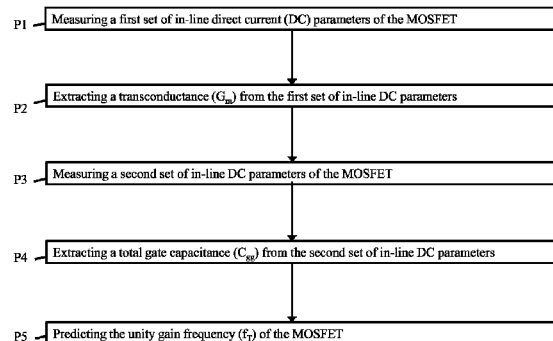 P1 Measuring a first set of in-line direct current (DC) parameters of the MOSFET
P2 Extracting a transconductance (Gm) from the first set of in-line DC parameters
P3 Measuring a second set of in-line DC parameters of the MOSFET
P4 Extracting a total gate capacitance (Cgg) from the second set of in-line DC parameters
P5 Predicting the unity gain frequency (fT) of the MOSFET